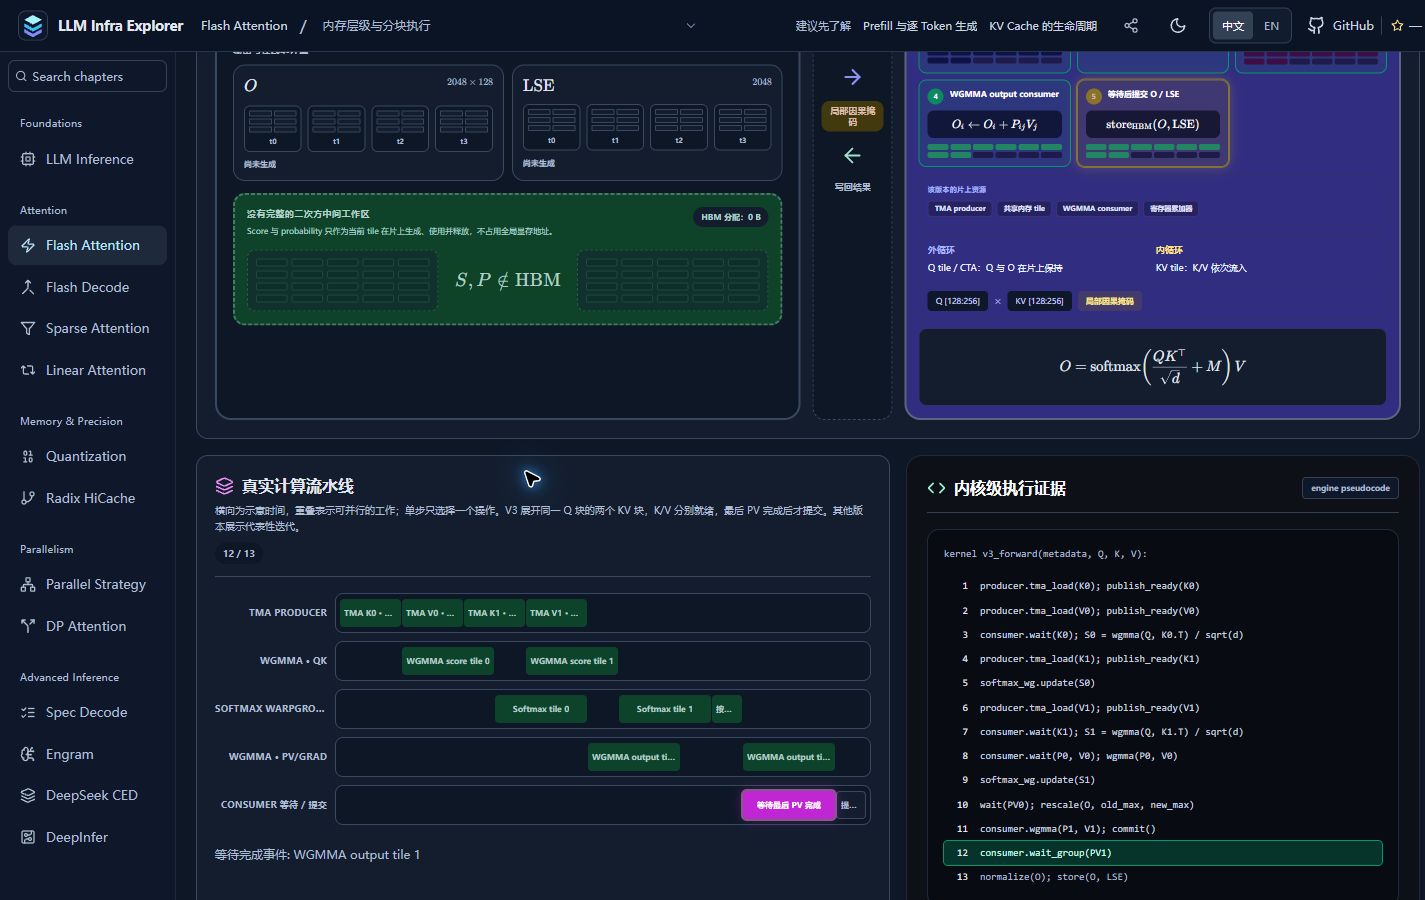 LLM Infra Explorer
Flash Attention / 内存层级与分块执行
建议先了解 Prefill 与逐 Token 生成 KV Cache 的生命周期
中文 EN
GitHub
Search chapters
Foundations
LLM Inference
Attention
Flash Attention
Flash Decode
Sparse Attention
Linear Attention
Memory & Precision
Quantization
Radix HiCache
Parallelism
Parallel Strategy
DP Attention
Advanced Inference
Spec Decode
Engram
DeepSeek CED
DeepInfer
O 2048 × 128
t0 t1 t2 t3
尚未生成
LSE 2048
t0 t1 t2 t3
尚未生成
没有完整的二次方中间工作区
HBM 分配：0 B
Score 与 probability 只作为当前 tile 在片上生成、使用并释放，不占用全局显存地址。
S, P ∉ HBM
局部因果掩
码
写回结果
4 WGMMA output consumer
O_i ← O_i + P_{ij}V_j
5 等待后提交 O / LSE
store_HBM(O, LSE)
该版本的片上资源
TMA producer 共享内存 tile WGMMA consumer 寄存器累加器
外循环
Q tile / CTA：Q 与 O 在片上保持
内循环
KV tile：K/V 依次流入
Q [128:256] × KV [128:256] 局部因果掩码
O = softmax(QK⊤/√d + M)V
真实计算流水线
横向为示意时间，重叠表示可并行的工作；单步只选择一个操作。V3 展开同一 Q 块的两个 KV 块，K/V 分别就绪，最后 PV 完成后才提交。其他版
本展示代表性迭代。
12 / 13
TMA PRODUCER
TMA K0 • ... TMA V0 • ... TMA K1 • ... TMA V1 • ...
WGMMA • QK
WGMMA score tile 0 WGMMA score tile 1
SOFTMAX WARPGRO...
Softmax tile 0 Softmax tile 1 按...
WGMMA • PV/GRAD
WGMMA output ti... WGMMA output ti...
CONSUMER 等待 / 提交
等待最后 PV 完成 提...
等待完成事件: WGMMA output tile 1
内核级执行证据
engine pseudocode
kernel v3_forward(metadata, Q, K, V):
1 producer.tma_load(K0); publish_ready(K0)
2 producer.tma_load(V0); publish_ready(V0)
3 consumer.wait(K0); S0 = wgmma(Q, K0.T) / sqrt(d)
4 producer.tma_load(K1); publish_ready(K1)
5 softmax_wg.update(S0)
6 producer.tma_load(V1); publish_ready(V1)
7 consumer.wait(K1); S1 = wgmma(Q, K1.T) / sqrt(d)
8 consumer.wait(P0, V0); wgmma(P0, V0)
9 softmax_wg.update(S1)
10 wait(PV0); rescale(O, old_max, new_max)
11 consumer.wgmma(P1, V1); commit()
12 consumer.wait_group(PV1)
13 normalize(O); store(O, LSE)